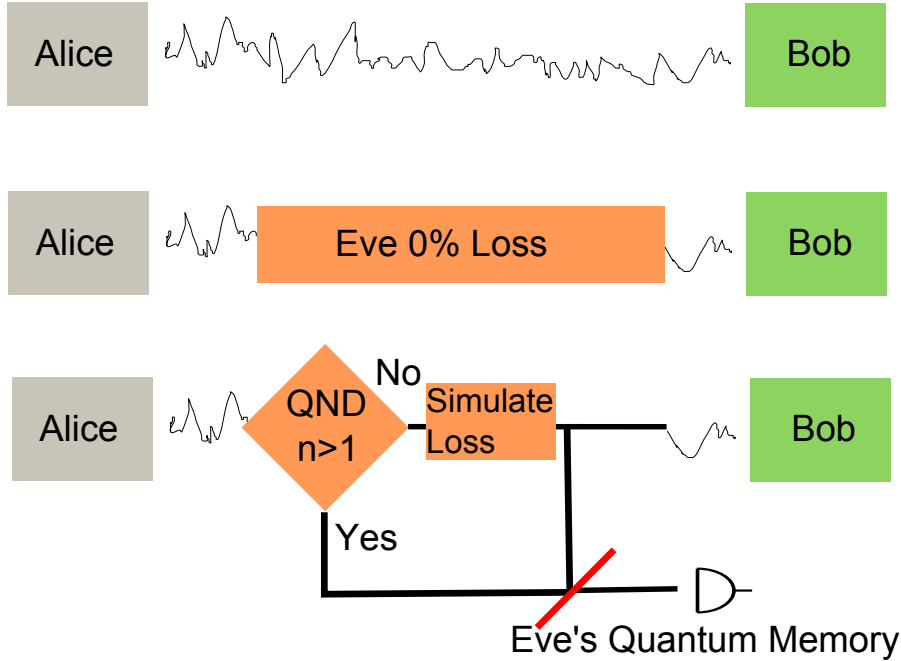 Alice
Bob
Alice
Eve 0% Loss
Bob
Alice
QND
n>1
No
Simulate
Loss
Bob
Yes
Eve's Quantum Memory